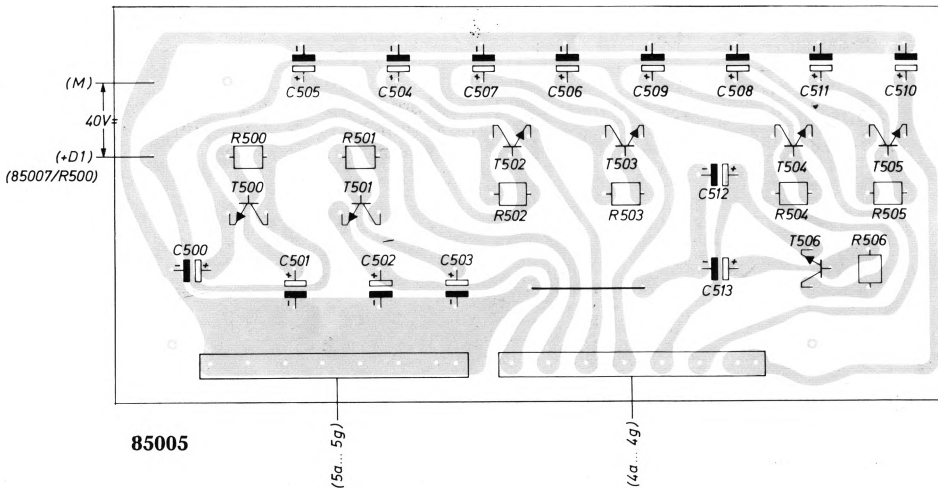 C505 C504 C507 C506 C509 C508 C511 C510
(M)
40V
(+D1)
(85007/R500)
R500 R501
T502 T503 T504 T505
T500 T501
R502 R503 C512 R504 R505
C500 C501 C502 C503
C513 T506 R506
85005
(5a... 5g)
(4a... 4g)